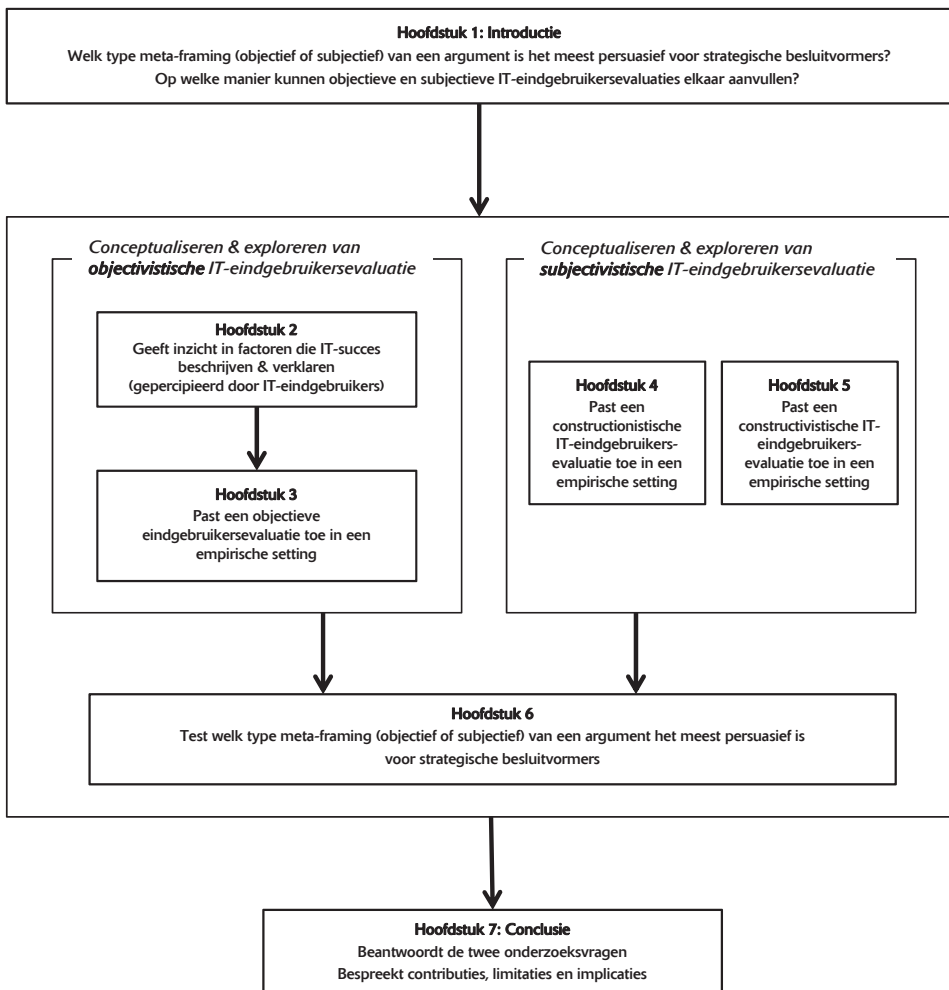 Hoofdstuk 1: Introductie
Welk type meta-framing (objectief of subjectief) van een argument is het meest persuasief voor strategische besluitvormers?
Op welke manier kunnen objectieve en subjectieve IT-eindgebruikersevaluaties elkaar aanvullen?
Conceptualiseren & exploreren van
objectivistische IT-eindgebruikersevaluatie
Hoofdstuk 2
Geeft inzicht in factoren die IT-succes
beschrijven & verklaren
(gepercipieerd door IT-eindgebruikers)
Hoofdstuk 3
Past een objectieve
eindgebruikersevaluatie toe in een
empirische setting
Conceptualiseren & exploreren van
subjectivistische IT-eindgebruikersevaluatie
Hoofdstuk 4
Past een
constructionistische
IT-eindgebruikers-
evaluatie toe in een
empirische setting
Hoofdstuk 5
Past een
constructivistische IT-
eindgebruikers-
evaluatie toe in een
empirische setting
Hoofdstuk 6
Test welk type meta-framing (objectief of subjectief) van een argument het meest persuasief is
voor strategische besluitvormers
Hoofdstuk 7: Conclusie
Beantwoordt de twee onderzoeksvragen
Bespreekt contributies, limitaties en implicaties